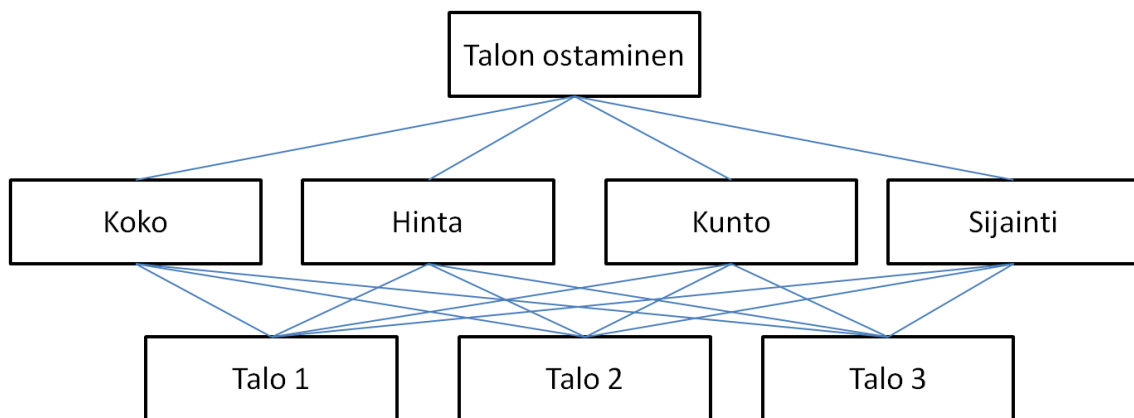 Talon ostaminen
Koko
Hinta
Kunto
Sijainti
Talo 1
Talo 2
Talo 3